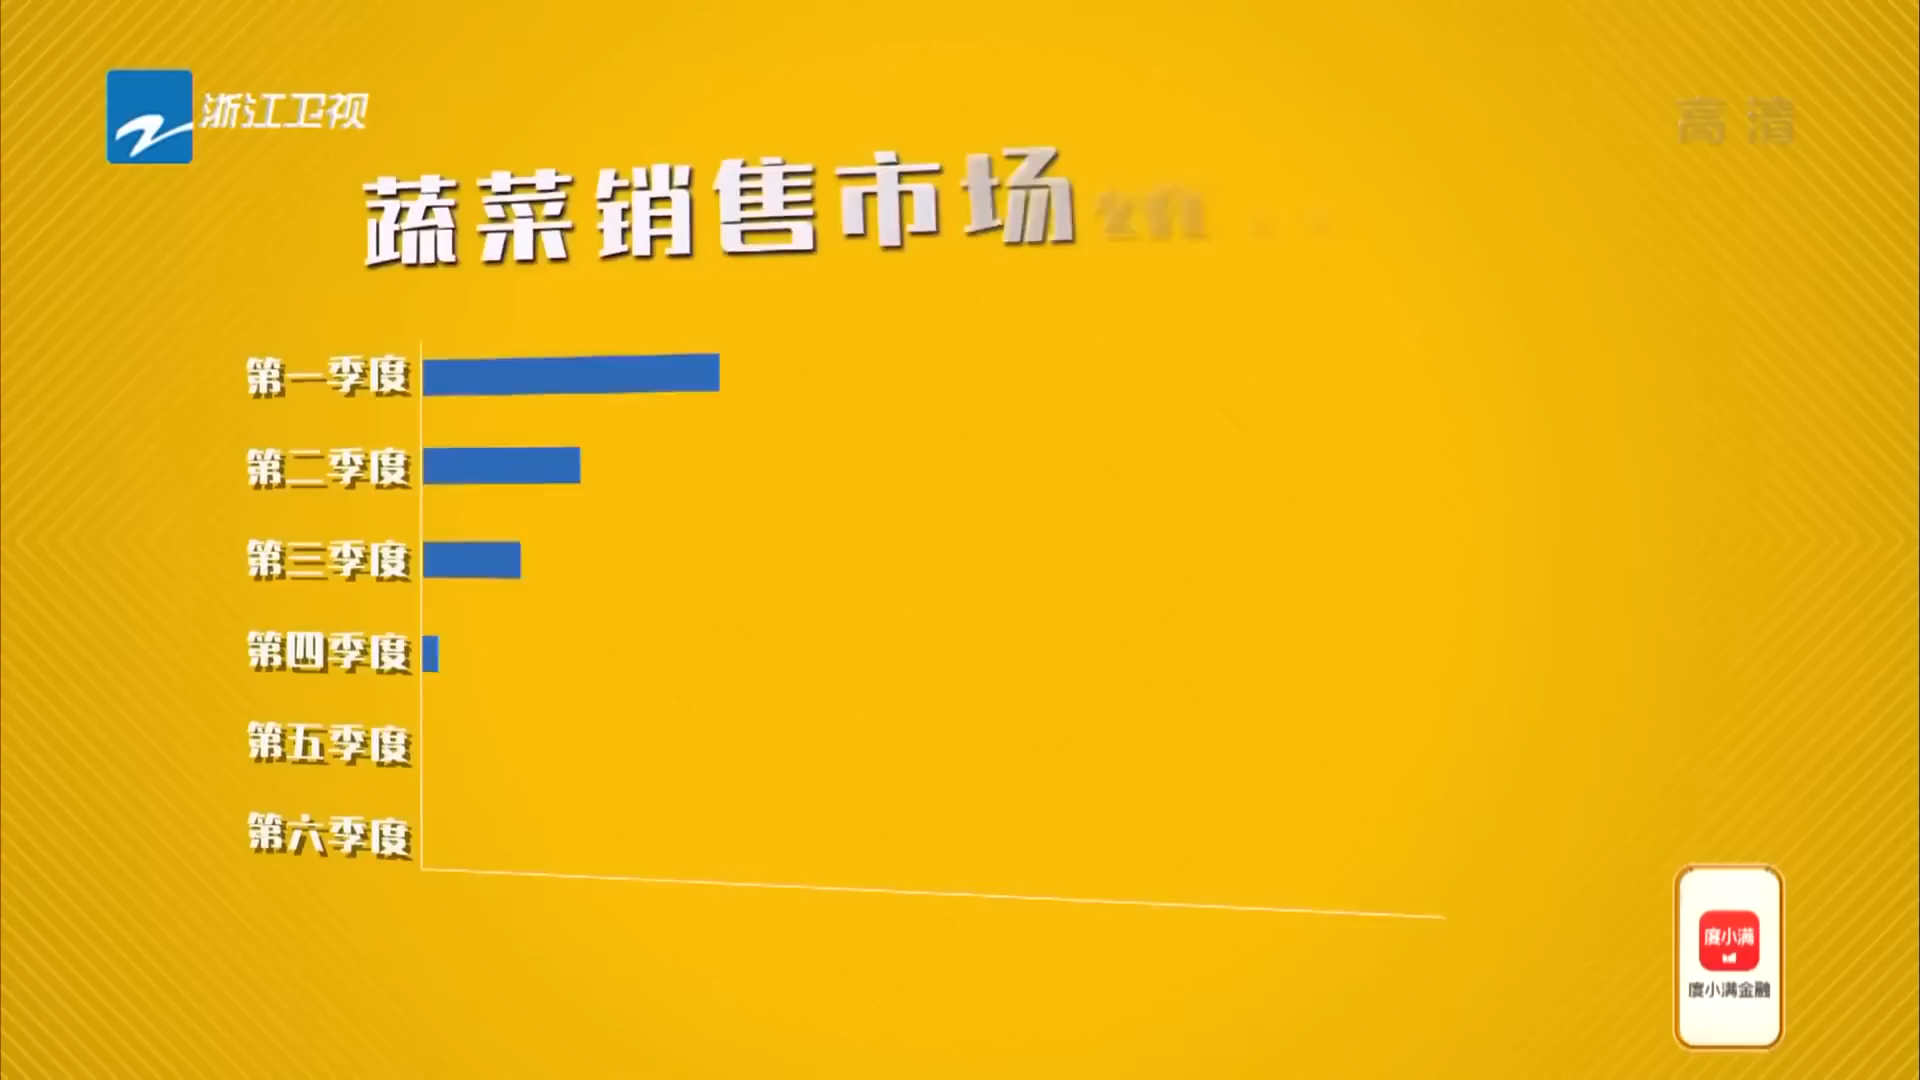 浙江卫视
高清
蔬菜销售市场
第一季度
第二季度
第三季度
第四季度
第五季度
第六季度
度小满
度小满金融